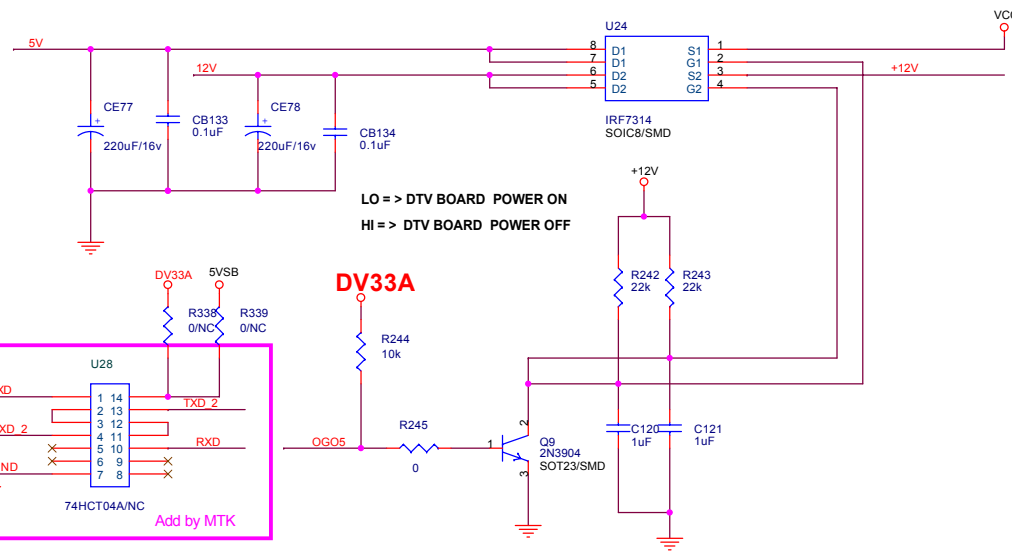 VCC
U24
5V
8 D1 S1 1
7 D1 G1 2
12V
6 D2 S2 3
+12V
5 D2 G2 4
CE77
+
220uF/16v
CB133
0.1uF
CE78
+
220uF/16v
CB134
0.1uF
IRF7314
SOIC8/SMD
+12V
LO = > DTV BOARD POWER ON
HI = > DTV BOARD POWER OFF
DV33A
5VSB
DV33A
R338
0/NC
R339
0/NC
R242
22k
R243
22k
R244
10k
U28
1 14
2 13
TXD_2
3 12
4 11
5 10
RXD
6 9
7 8
74HCT04A/NC
Add by MTK
OGO5
R245
0
1
2
3
Q9
2N3904
SOT23/SMD
C120
1uF
C121
1uF